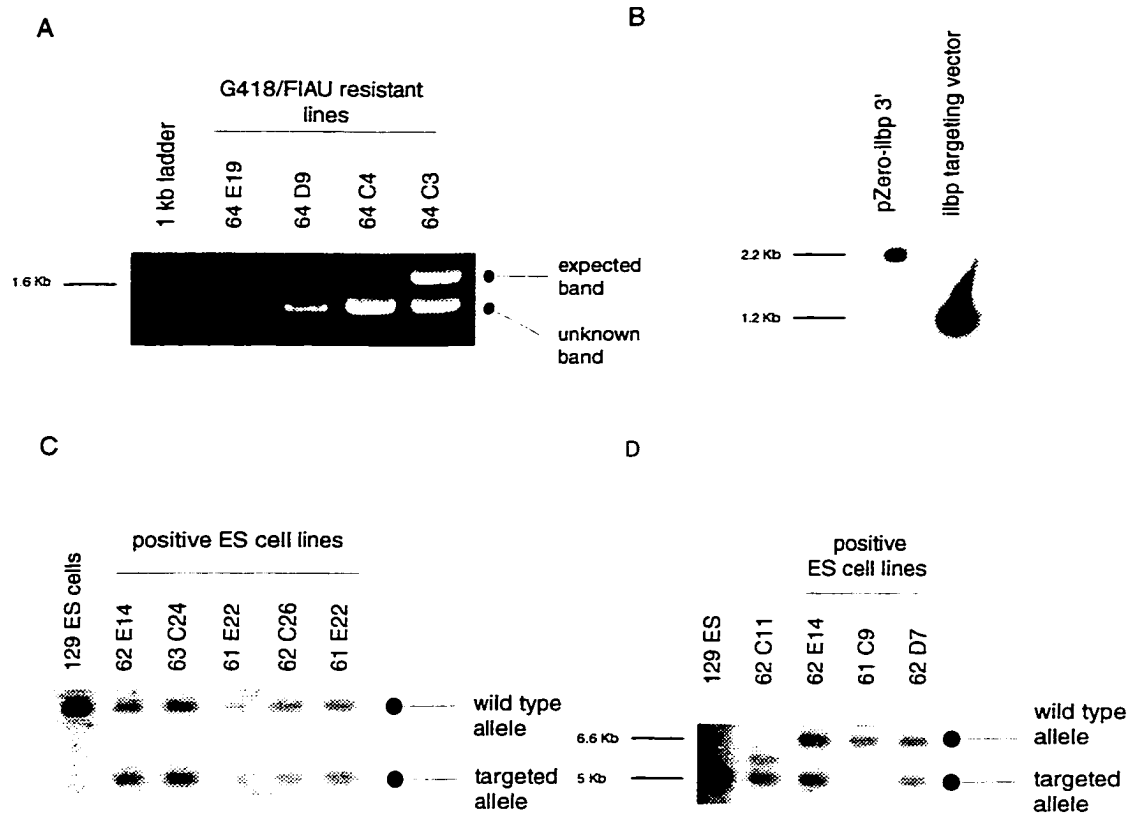 A
G418/FIAU resistant
lines
1 kb ladder
64 E19
64 D9
64 C4
64 C3
1.6 Kb
expected
band
unknown
band
B
pZero-ilbp 3'
ilbp targeting vector
2.2 Kb
1.2 Kb
C
positive ES cell lines
129 ES cells
62 E14
63 C24
61 E22
62 C26
61 E22
wild type
allele
targeted
allele
D
positive
ES cell lines
129 ES
62 C11
62 E14
61 C9
62 D7
6.6 Kb
5 Kb
wild type
allele
targeted
allele